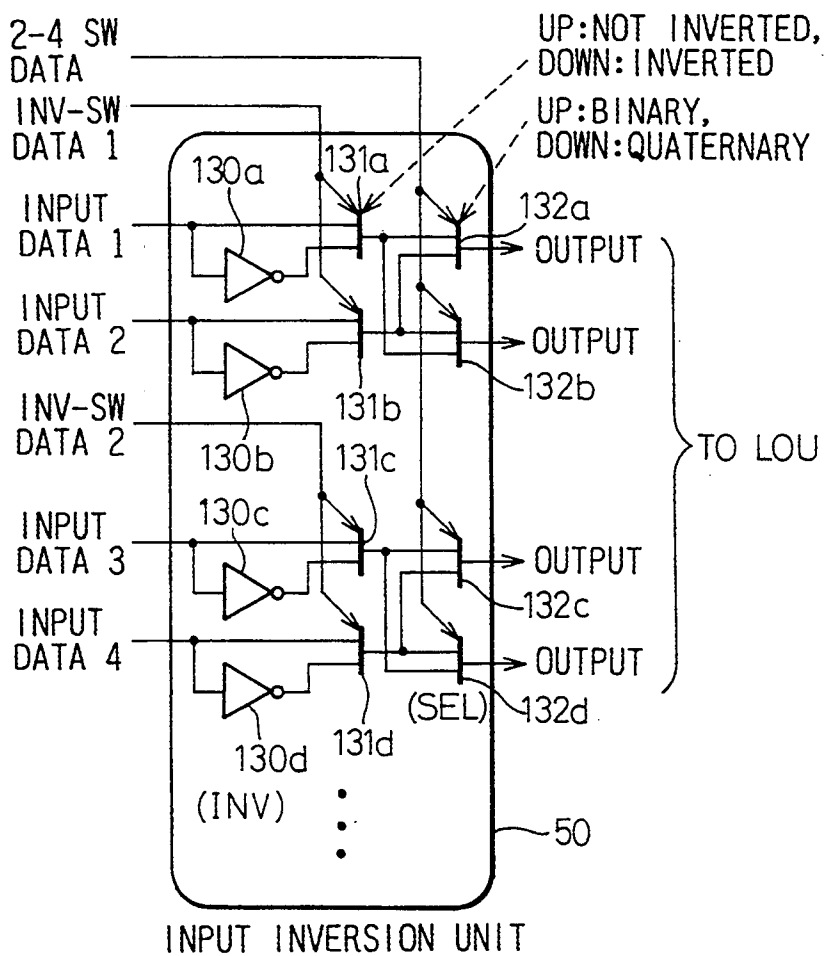 2-4 SW
DATA
UP:NOT INVERTED,
DOWN:INVERTED
INV-SW
DATA 1
UP:BINARY,
DOWN:QUATERNARY
130a
131a
INPUT
DATA 1
132a
OUTPUT
INPUT
DATA 2
OUTPUT
131b
132b
INV-SW
DATA 2
130b
131c
TO LOU
130c
INPUT
DATA 3
OUTPUT
132c
INPUT
DATA 4
OUTPUT
(SEL)
132d
130d
131d
(INV)
50
INPUT INVERSION UNIT